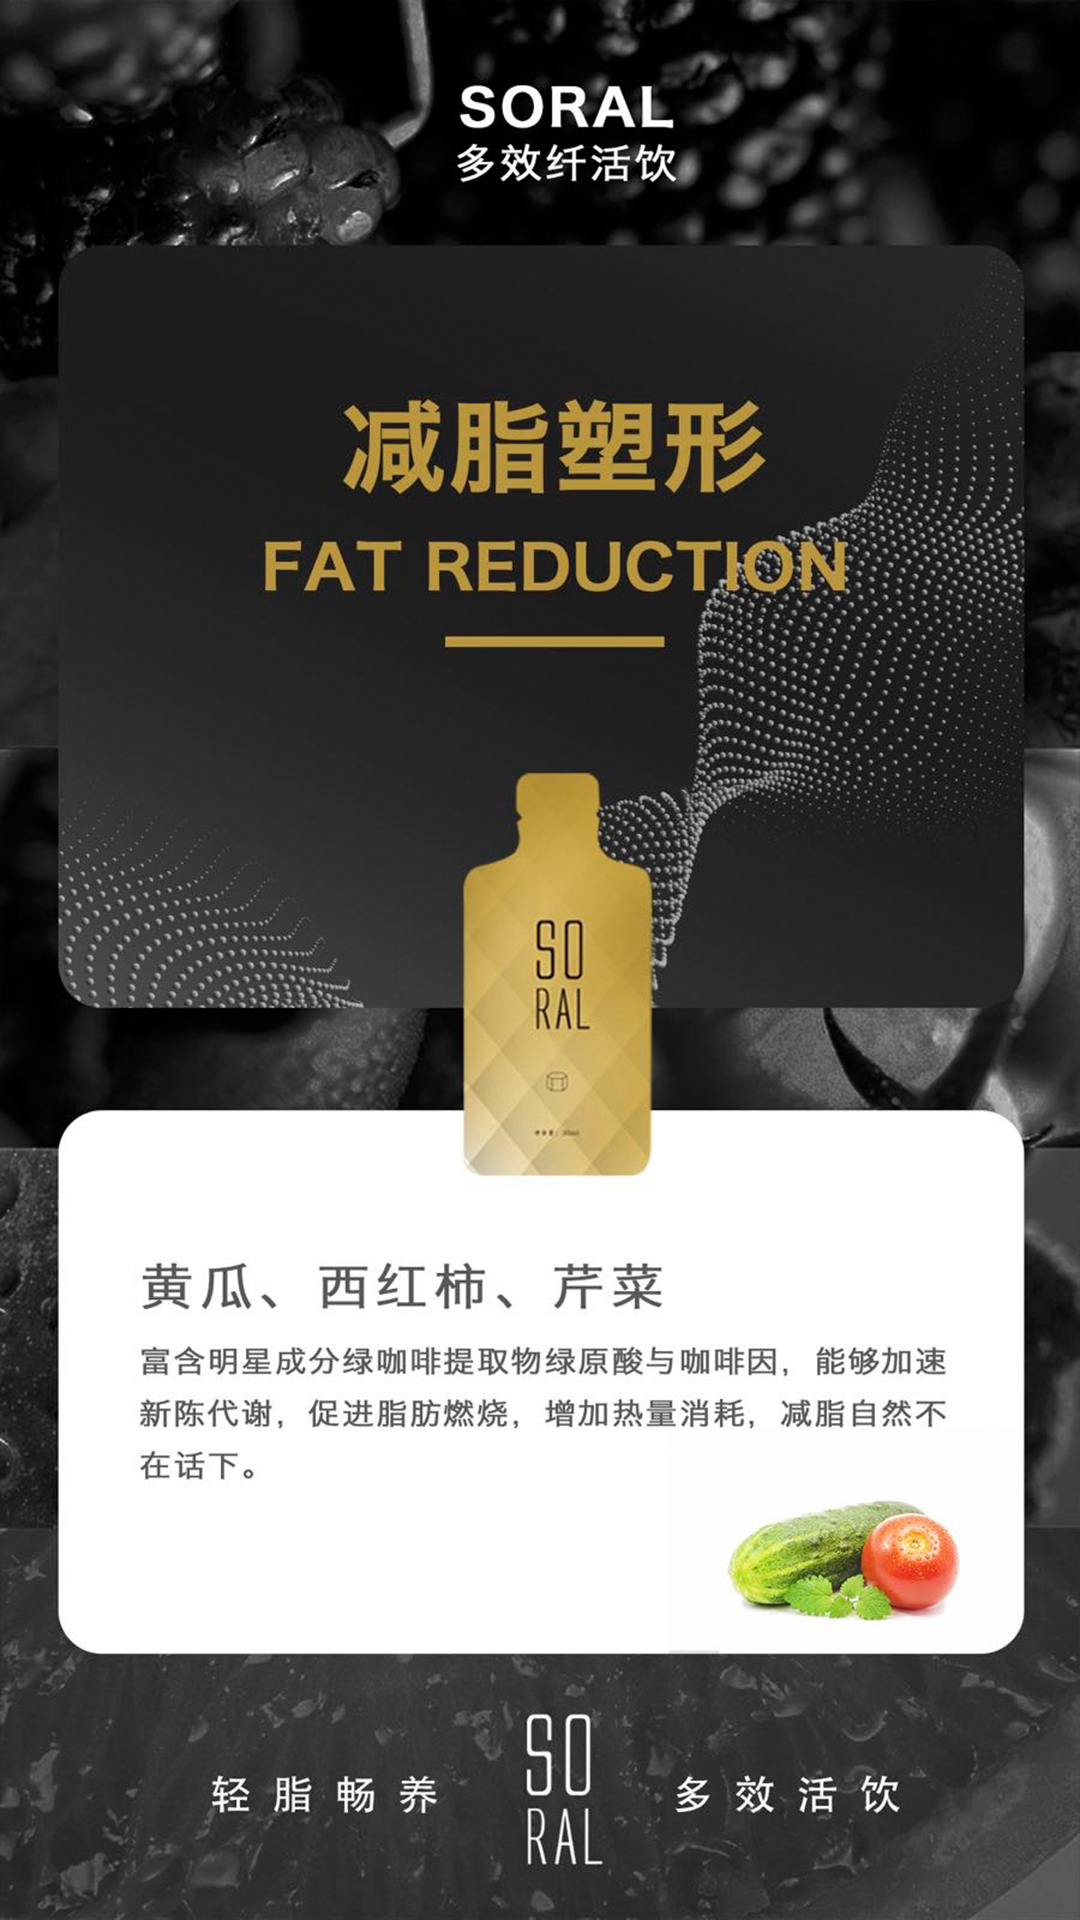 SORAL
多效纤活饮
减脂塑形
FAT REDUCTION
SO
RAL
净含量：30ml
黄瓜、西红柿、芹菜
富含明星成分绿咖啡提取物绿原酸与咖啡因，能够加速
新陈代谢，促进脂肪燃烧，增加热量消耗，减脂自然不
在话下。
轻脂畅养
SO
RAL
多效活饮